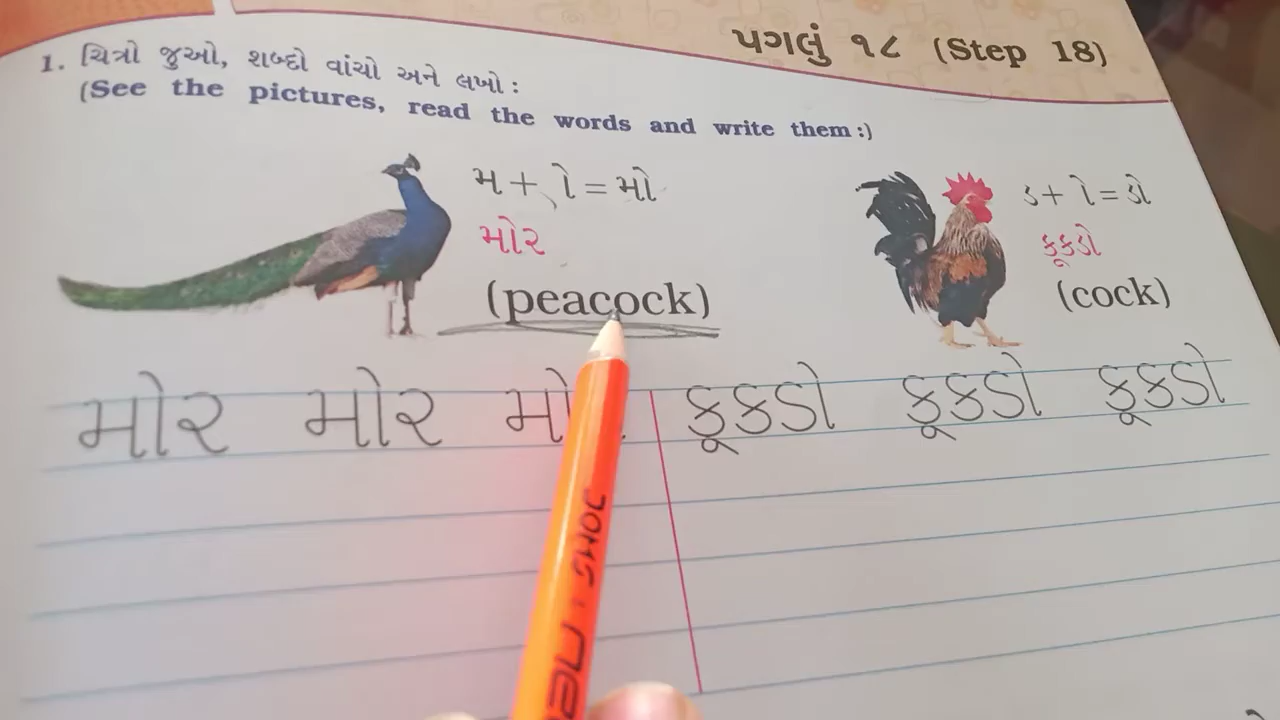 પગલું ૧૮ (Step 18)
1. ચિત્રો જુઓ, શબ્દો વાંચો અને લખો :
(See the pictures, read the words and write them :)
મ + ો = મો
મોર
(peacock)
ડ + ો = ડો
કૂકડો
(cock)
મોર મોર કૂકડો કૂકડો કૂકડો